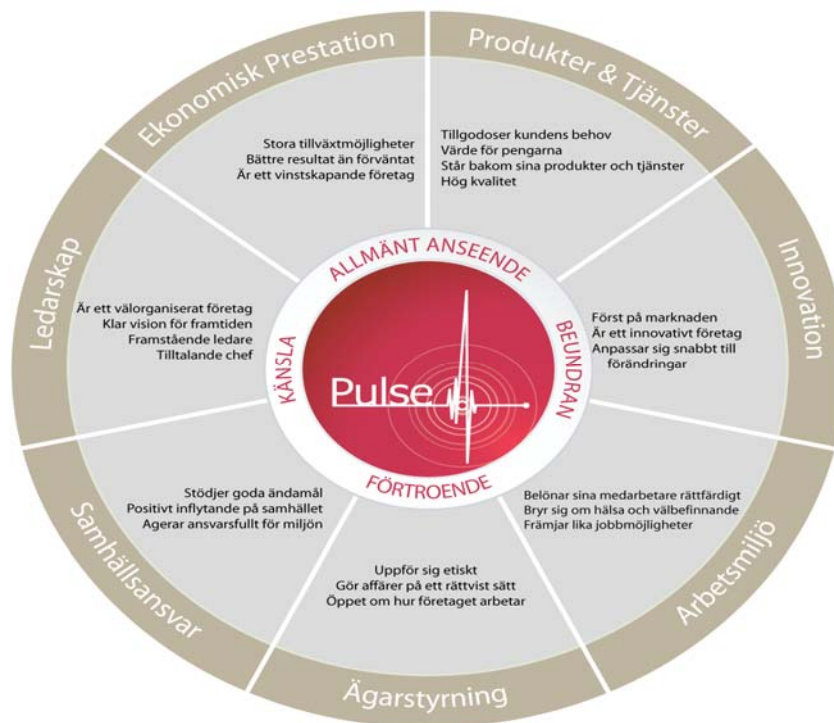 Ekonomisk Prestation
Stora tillväxtmöjligheter
Bättre resultat än förväntat
Är ett vinstskapande företag
Produkter & Tjänster
Tillgodoser kundens behov
Värde för pengarna
Står bakom sina produkter och tjänster
Hög kvalitet
Innovation
Först på marknaden
Är ett innovativt företag
Anpassar sig snabbt till
förändringar
Arbetsmiljö
Belönar sina medarbetare rättfärdigt
Bryr sig om hälsa och välbefinnande
Främjar lika jobbmöjligheter
Ägarstyrning
Uppför sig etiskt
Gör affärer på ett rättvist sätt
Öppet om hur företaget arbetar
Samhällsansvar
Stödjer goda ändamål
Positivt inflytande på samhället
Agerar ansvarsfullt för miljön
Ledarskap
Är ett välorganiserat företag
Klar vision för framtiden
Framstående ledare
Tilltalande chef
ALLMÄNT ANSEENDE
BEUNDRAN
FÖRTROENDE
KÄNSLA
Pulse